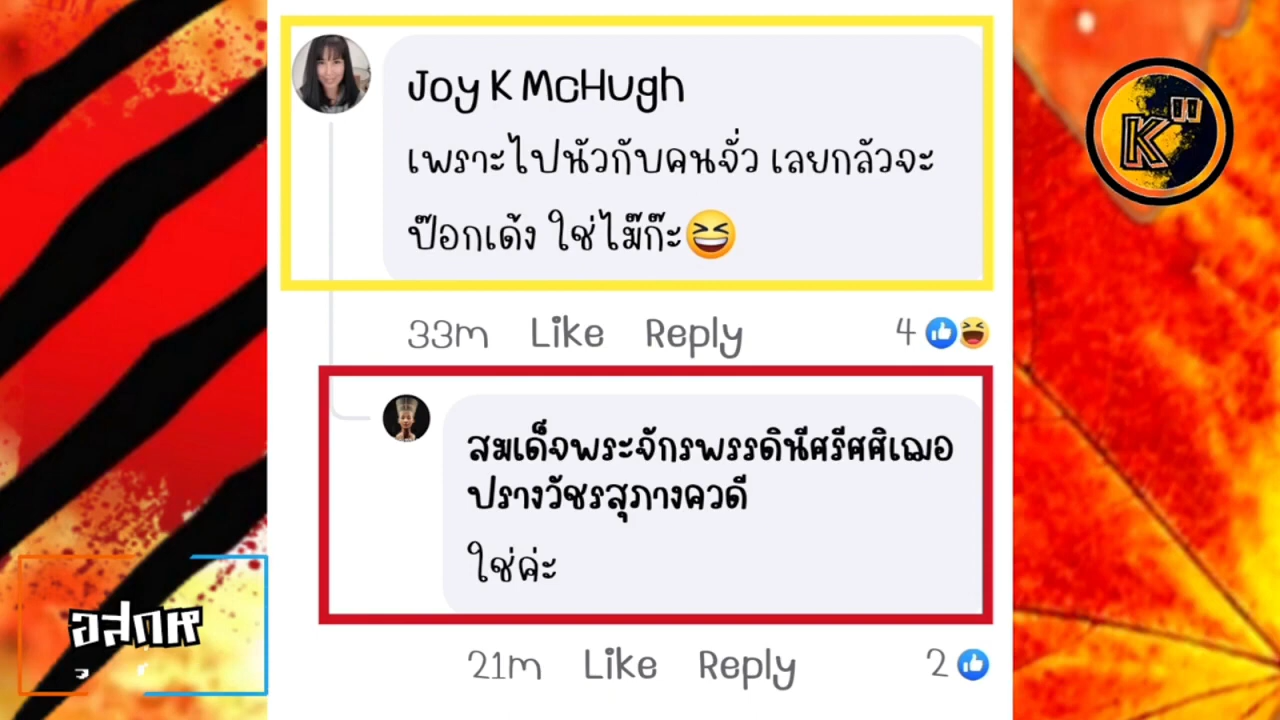 Joy K McHugh
เพราะไปนัวกับคนจั่ว เลยกลัวจะ
ป๊อกเด้ง ใช่ไม๊ก๊ะ😆
33m Like Reply 4
สมเด็จพระจักรพรรดินีศรีศศิเฌอ
ปรางวัชรสุภางควดี
ใช่ค่ะ
21m Like Reply 2
K"
อสกห